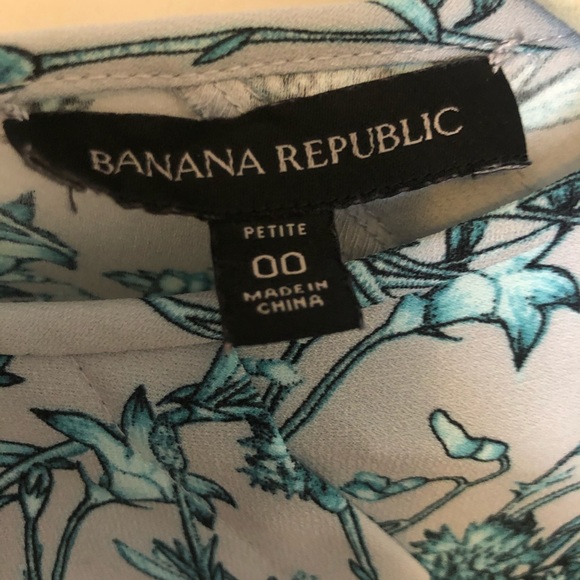 BANANA REPUBLIC
PETITE
00
MADE IN
CHINA